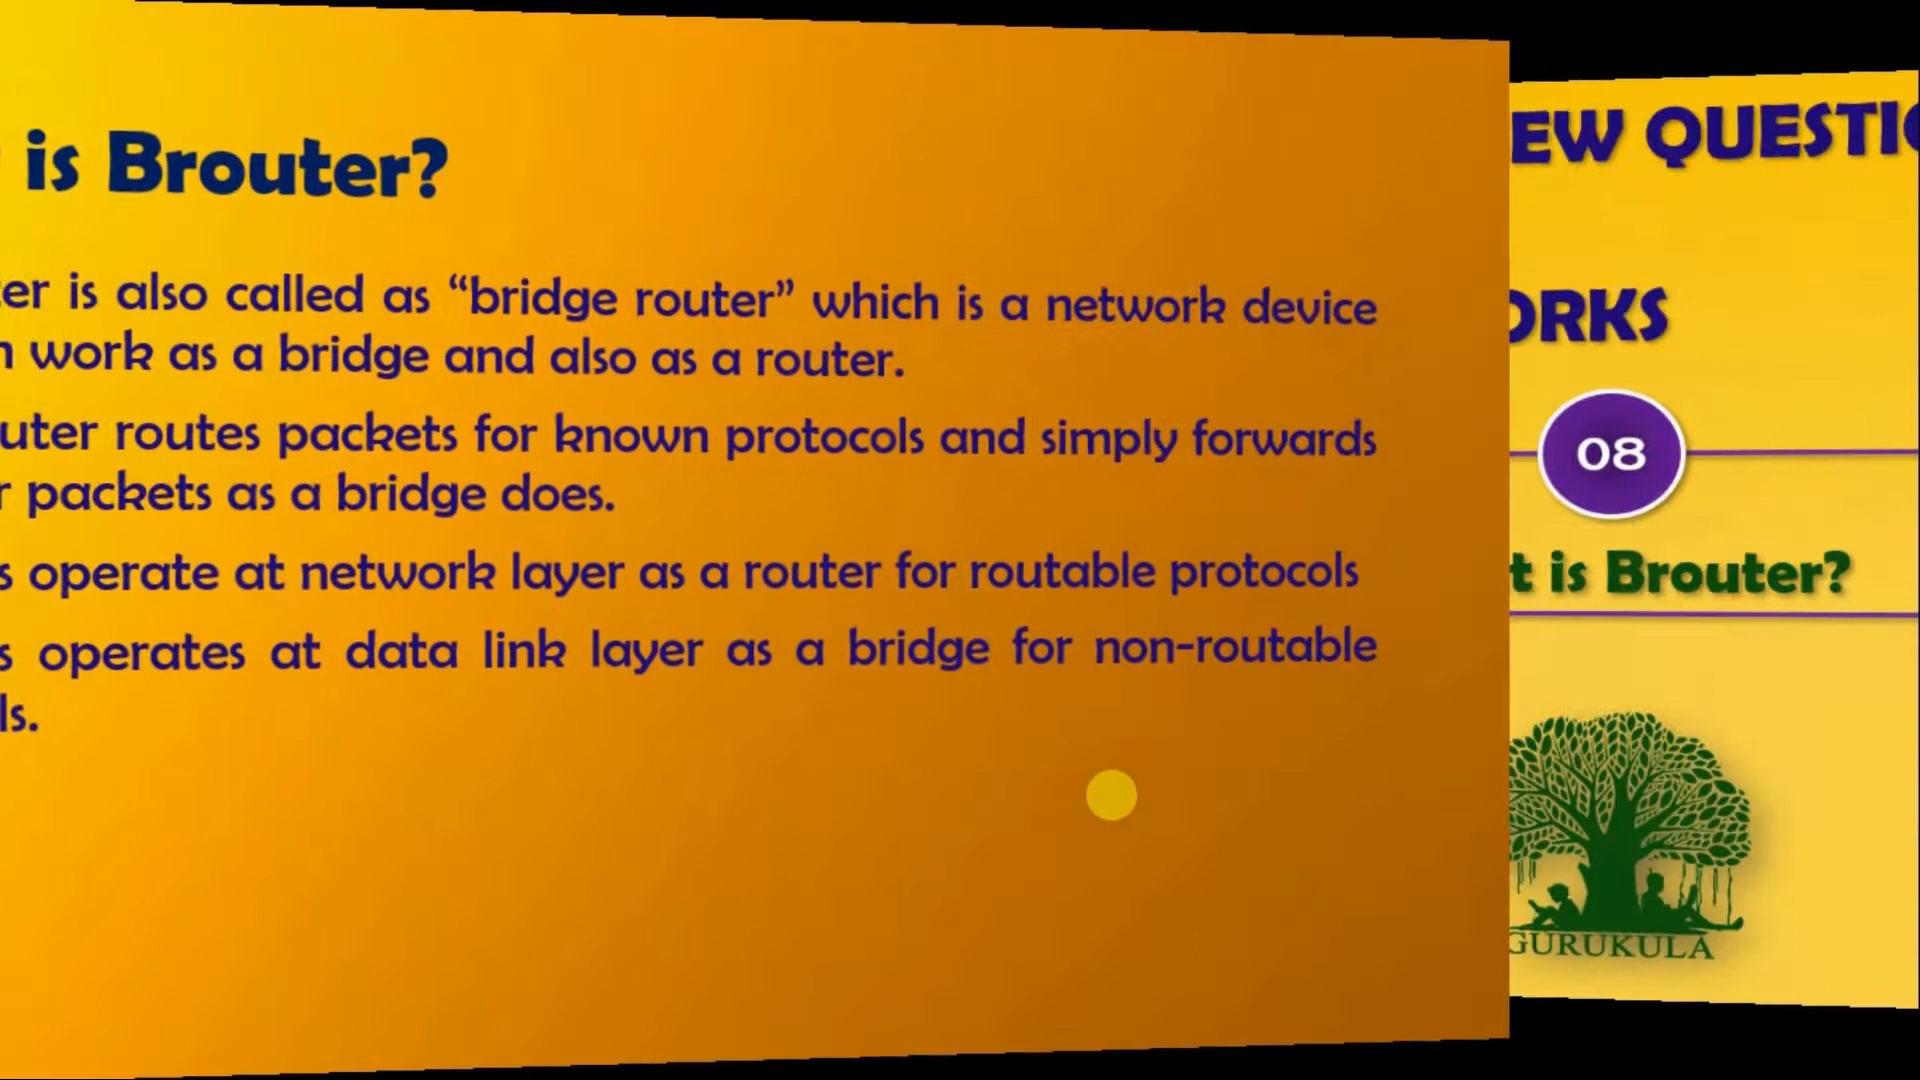 is Brouter?
er is also called as “bridge router” which is a network device
work as a bridge and also as a router.
uter routes packets for known protocols and simply forwards
packets as a bridge does.
s operate at network layer as a router for routable protocols
s operates at data link layer as a bridge for non-routable
ls.
EW QUESTIO
ORKS
08
t is Brouter?
GURUKULA